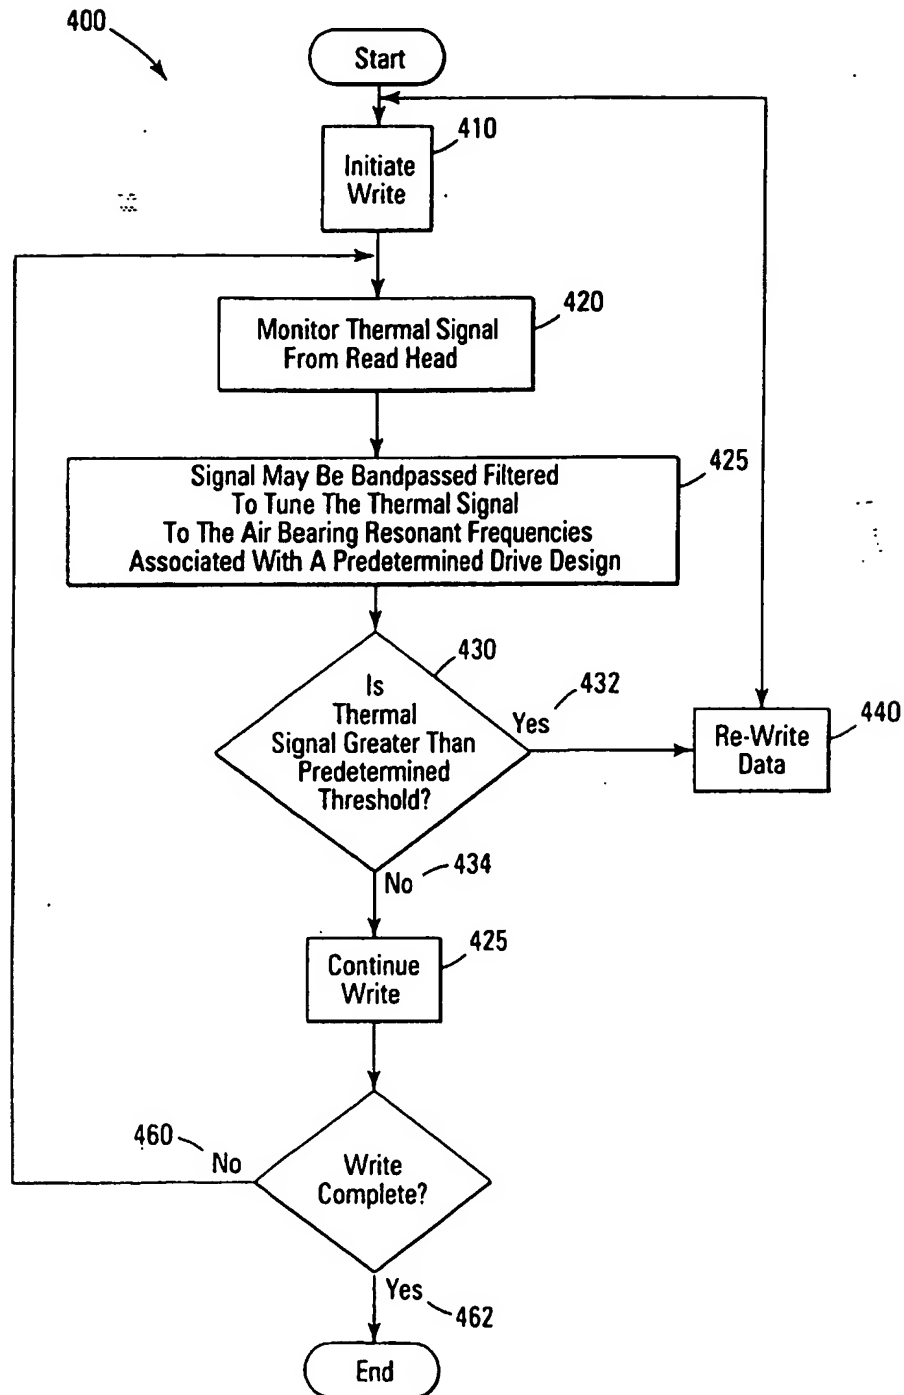 400
Start
410
Initiate
Write
420
Monitor Thermal Signal
From Read Head
425
Signal May Be Bandpassed Filtered
To Tune The Thermal Signal
To The Air Bearing Resonant Frequencies
Associated With A Predetermined Drive Design
430
Is
Thermal
Signal Greater Than
Predetermined
Threshold?
432
Yes
440
Re-Write
Data
434
No
425
Continue
Write
460
No
Write
Complete?
Yes
462
End